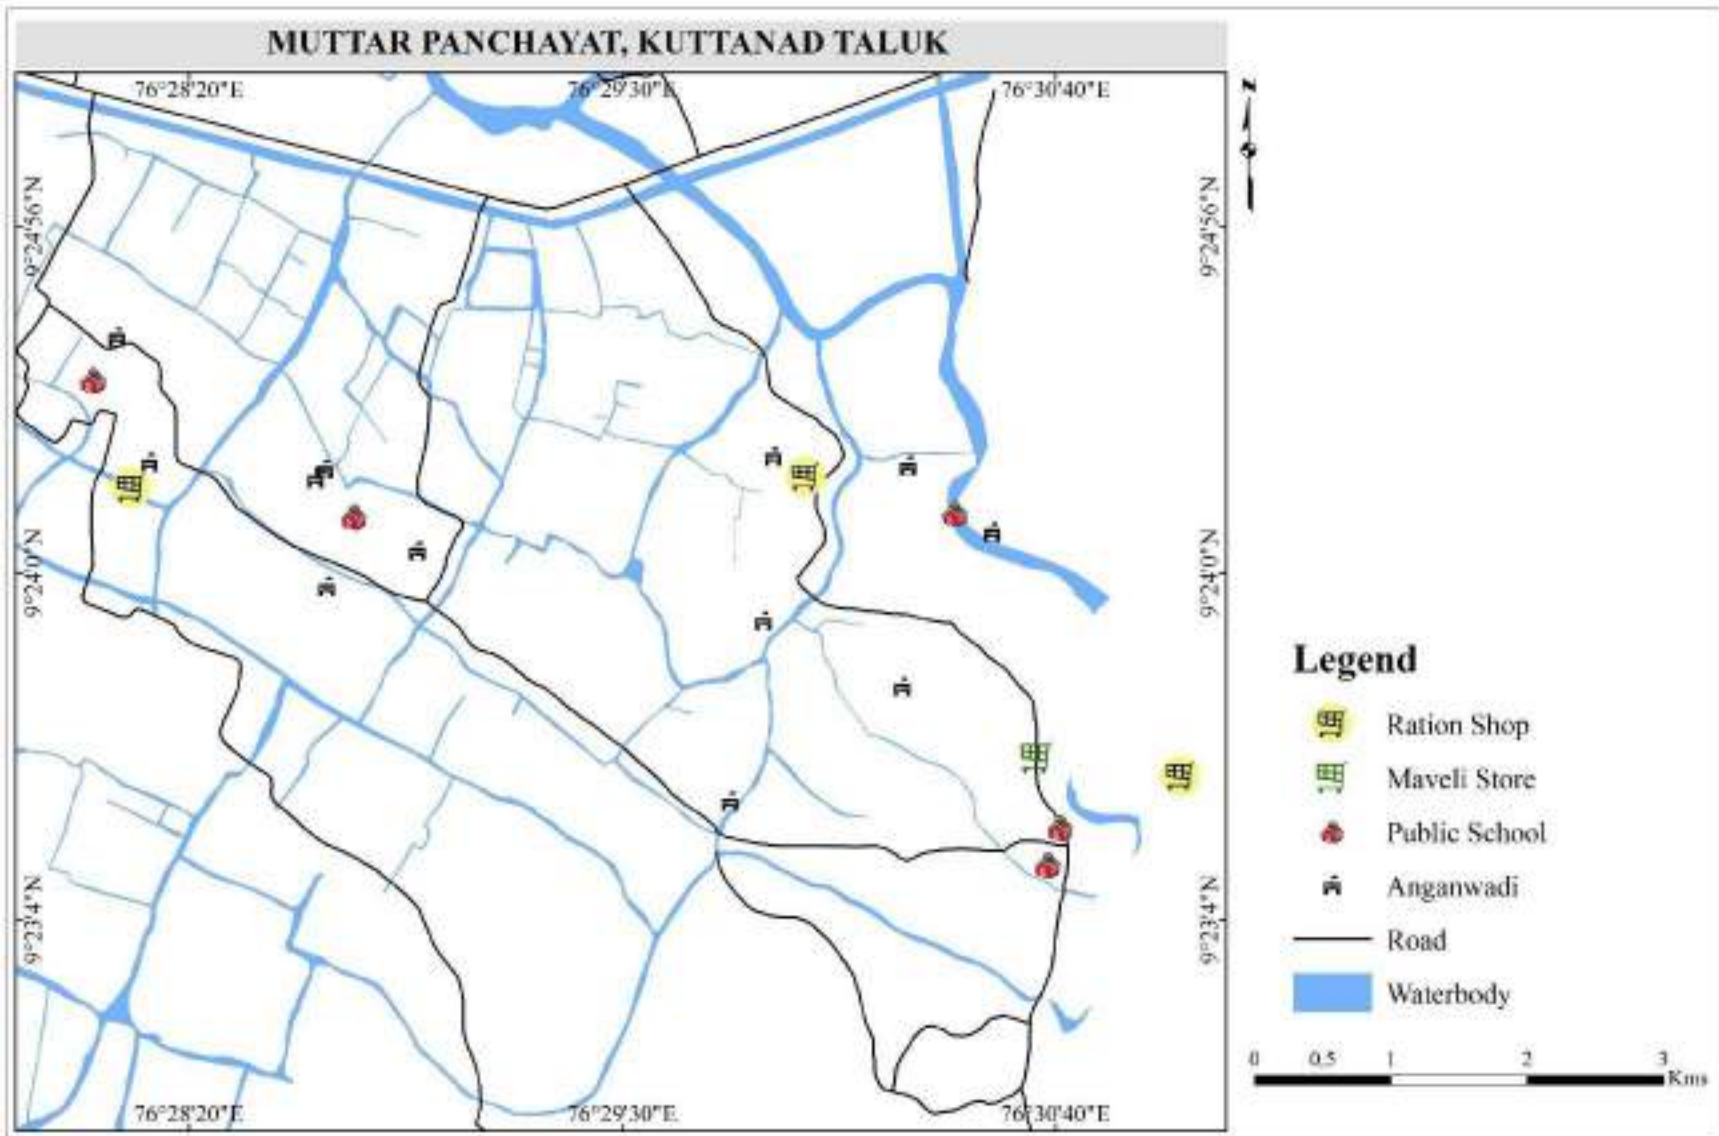 MUTTAR PANCHAYAT, KUTTANAD TALUK
76°28'20"E 76°29'30"E 76°30'40"E
N
9°24'56"N 9°24'56"N
9°24'0"N 9°24'0"N
9°23'4"N 9°23'4"N
76°28'20"E 76°29'30"E 76°30'40"E
Legend
Ration Shop
Maveli Store
Public School
Anganwadi
Road
Waterbody
0 0.5 1 2 3
Kms